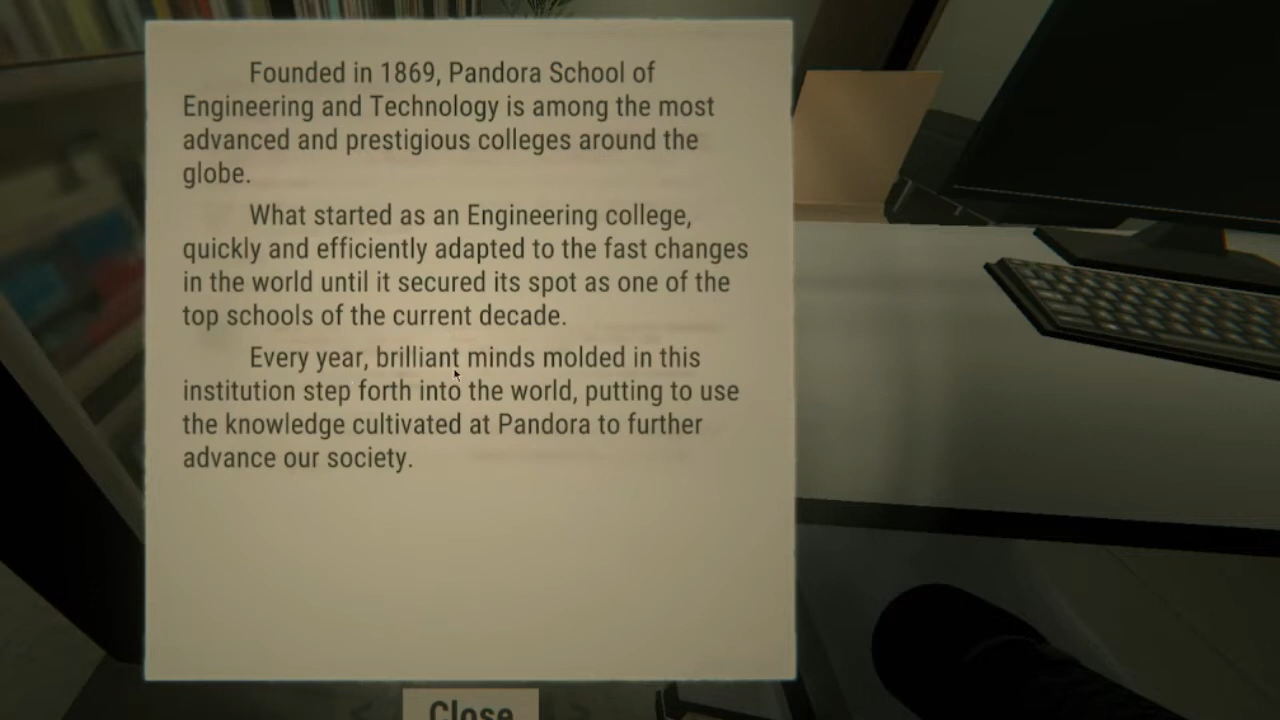 Founded in 1869, Pandora School of
Engineering and Technology is among the most
advanced and prestigious colleges around the
globe.
What started as an Engineering college,
quickly and efficiently adapted to the fast changes
in the world until it secured its spot as one of the
top schools of the current decade.
Every year, brilliant minds molded in this
institution step forth into the world, putting to use
the knowledge cultivated at Pandora to further
advance our society.
Close